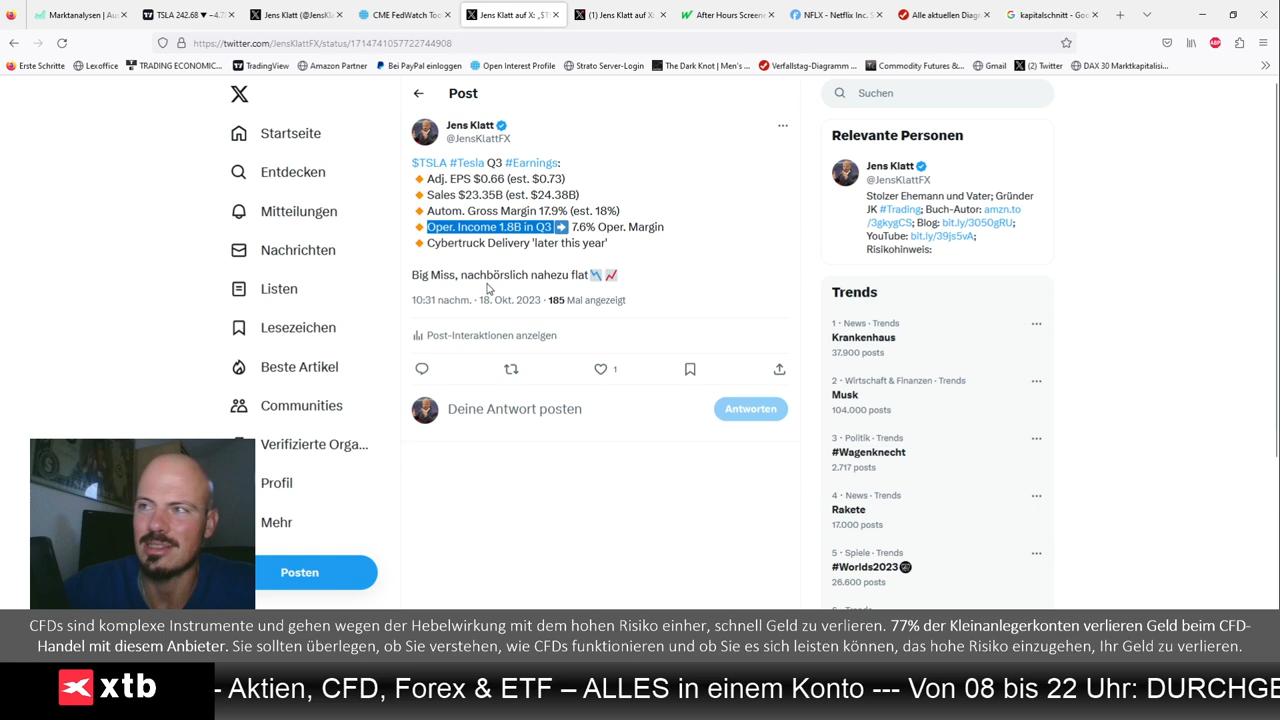 Marktanalysen | Au
TSLA 242.68 ▼ −4.7
Jens Klatt (@JensKl
CME FedWatch Too
Jens Klatt auf X: „$T
(1) Jens Klatt auf X:
After Hours Screene
NFLX - Netflix Inc. S
Alle aktuellen Diag
kapitalschnitt - Goo
https://twitter.com/JensKlattFX/status/1714741057722744908
Erste Schritte
Lexoffice
TRADING ECONOMIC...
TradingView
Amazon Partner
Bei PayPal einloggen
Open Interest Profile
Strato Server-Login
The Dark Knot | Men's ...
Verfallstag-Diagramm ...
Commodity Futures &...
Gmail
(2) Twitter
DAX 30 Marktkapitalisi...
Startseite
Entdecken
Mitteilungen
Nachrichten
Listen
Lesezeichen
Beste Artikel
Communities
Verifizierte Orga...
Profil
Mehr
Posten
Post
Jens Klatt
@JensKlattFX
$TSLA #Tesla Q3 #Earnings:
🔸Adj. EPS $0.66 (est. $0.73)
🔸Sales $23.35B (est. $24.38B)
🔸Autom. Gross Margin 17.9% (est. 18%)
🔸Oper. Income 1.8B in Q3 ➡️ 7.6% Oper. Margin
🔸Cybertruck Delivery 'later this year'
Big Miss, nachbörslich nahezu flat📉📈
10:31 nachm. · 18. Okt. 2023 · 185 Mal angezeigt
Post-Interaktionen anzeigen
1
Deine Antwort posten
Antworten
Suchen
Relevante Personen
Jens Klatt
@JensKlattFX
Stolzer Ehemann und Vater; Gründer
JK #Trading; Buch-Autor: amzn.to
/3gkygCS; Blog: bit.ly/3050gRU;
YouTube: bit.ly/39js5vA;
Risikohinweis:
Trends
1 · News · Trends
Krankenhaus
37.900 posts
2 · Wirtschaft & Finanzen · Trends
Musk
104.000 posts
3 · Politik · Trends
#Wagenknecht
2.717 posts
4 · News · Trends
Rakete
17.000 posts
5 · Spiele · Trends
#Worlds2023
26.600 posts
CFDs sind komplexe Instrumente und gehen wegen der Hebelwirkung mit dem hohen Risiko einher, schnell Geld zu verlieren. 77% der Kleinanlegerkonten verlieren Geld beim CFD-
Handel mit diesem Anbieter. Sie sollten überlegen, ob Sie verstehen, wie CFDs funktionieren und ob Sie es sich leisten können, das hohe Risiko einzugehen, Ihr Geld zu verlieren.
xtb
- Aktien, CFD, Forex & ETF – ALLES in einem Konto --- Von 08 bis 22 Uhr: DURCHGE